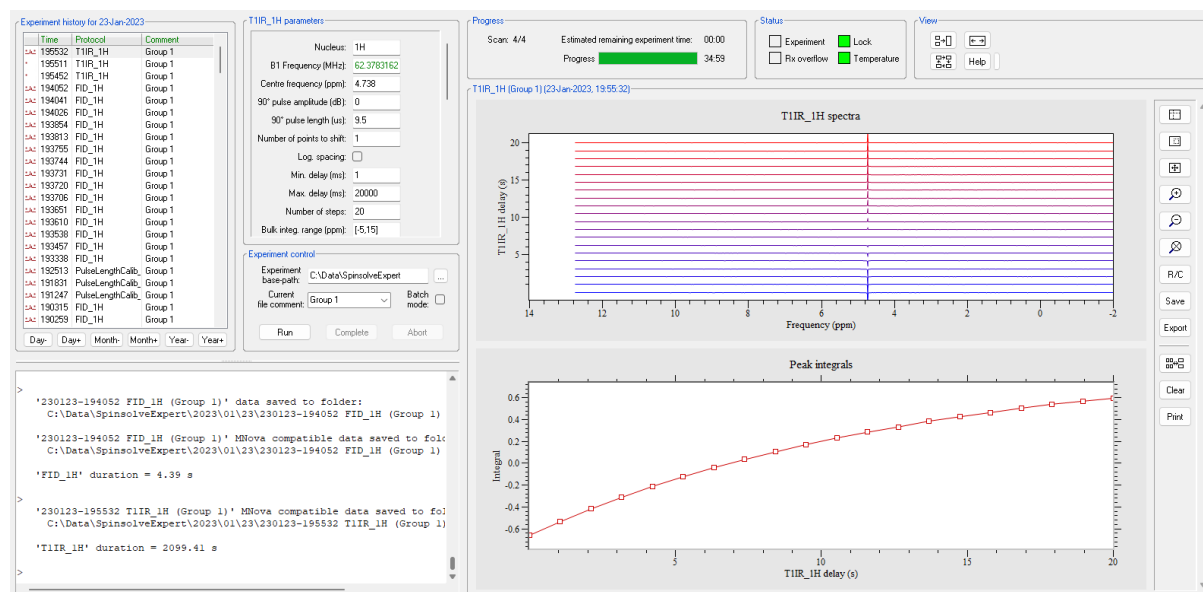 Experiment history for 23-Jan-2023
Time Protocol Comment
195532 T1IR_1H Group 1
195511 T1IR_1H Group 1
195452 T1IR_1H Group 1
194052 FID_1H Group 1
194041 FID_1H Group 1
194026 FID_1H Group 1
193854 FID_1H Group 1
193813 FID_1H Group 1
193755 FID_1H Group 1
193744 FID_1H Group 1
193731 FID_1H Group 1
193720 FID_1H Group 1
193706 FID_1H Group 1
193651 FID_1H Group 1
193610 FID_1H Group 1
193538 FID_1H Group 1
193457 FID_1H Group 1
193338 FID_1H Group 1
192513 PulseLengthCalib_ Group 1
191831 PulseLengthCalib_ Group 1
191247 PulseLengthCalib_ Group 1
190315 FID_1H Group 1
190259 FID_1H Group 1
Day- Day+ Month- Month+ Year- Year+
T1IR_1H parameters
Nucleus: 1H
B1 Frequency (MHz): 62.3783162
Centre frequency (ppm): 4.738
90° pulse amplitude (dB): 0
90° pulse length (us): 9.5
Number of points to shift: 1
Log. spacing:
Min. delay (ms): 1
Max. delay (ms): 20000
Number of steps: 20
Bulk integ. range (ppm): [-5,15]
Experiment control
Experiment base-path: C:\Data\SpinsolveExpert ...
Current file comment: Group 1 Batch mode:
Run Complete Abort
>
'230123-194052 FID_1H (Group 1)' data saved to folder:
C:\Data\SpinsolveExpert\2023\01\23\230123-194052 FID_1H (Group 1)
'230123-194052 FID_1H (Group 1)' MNova compatible data saved to folc
C:\Data\SpinsolveExpert\2023\01\23\230123-194052 FID_1H (Group 1)
'FID_1H' duration = 4.39 s
>
'230123-195532 T1IR_1H (Group 1)' MNova compatible data saved to fol
C:\Data\SpinsolveExpert\2023\01\23\230123-195532 T1IR_1H (Group 1)
'T1IR_1H' duration = 2099.41 s
>
Progress
Scan: 4/4 Estimated remaining experiment time: 00:00
Progress 34:59
Status
Experiment Lock
Rx overflow Temperature
View
Help
T1IR_1H (Group 1) (23-Jan-2023, 19:55:32)
T1IR_1H spectra
T1IR_1H delay (s)
20
15
10
5
14 12 10 8 6 4 2 0 -2
Frequency (ppm)
Peak integrals
Integral
0.6
0.4
0.2
0.0
-0.2
-0.4
-0.6
5 10 15 20
T1IR_1H delay (s)
R/C
Save
Export
Clear
Print